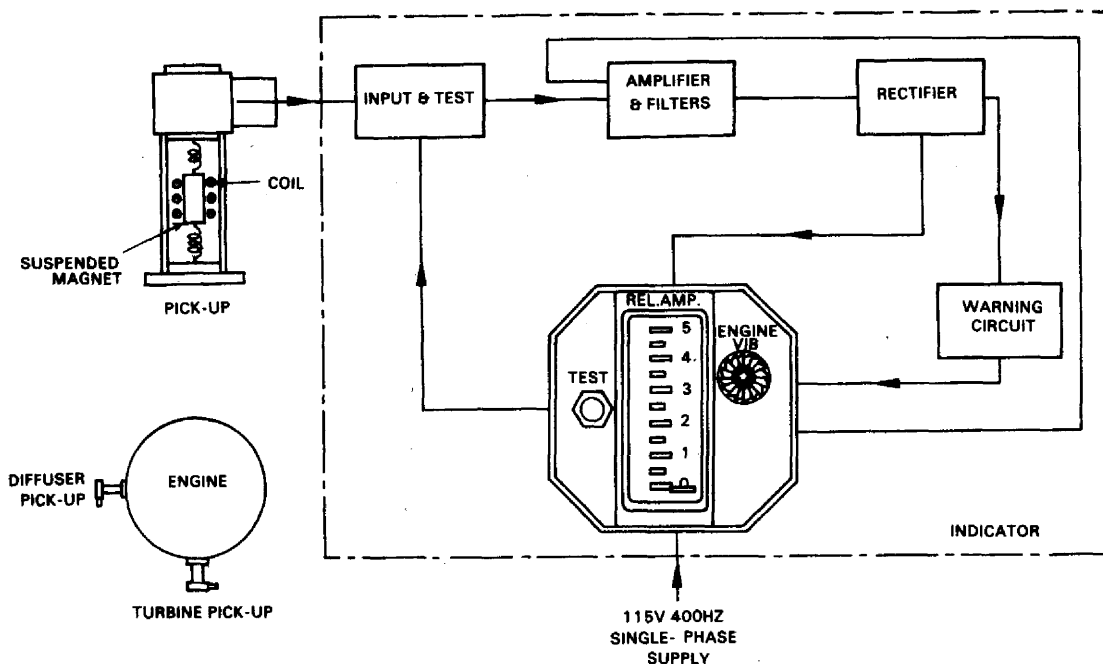 INPUT & TEST
AMPLIFIER
& FILTERS
RECTIFIER
COIL
SUSPENDED
MAGNET
PICK-UP
WARNING
CIRCUIT
REL.AMP.
ENGINE
VIB
TEST
5
4
3
2
1
0
DIFFUSER
PICK-UP
ENGINE
TURBINE PICK-UP
INDICATOR
115V 400HZ
SINGLE- PHASE
SUPPLY